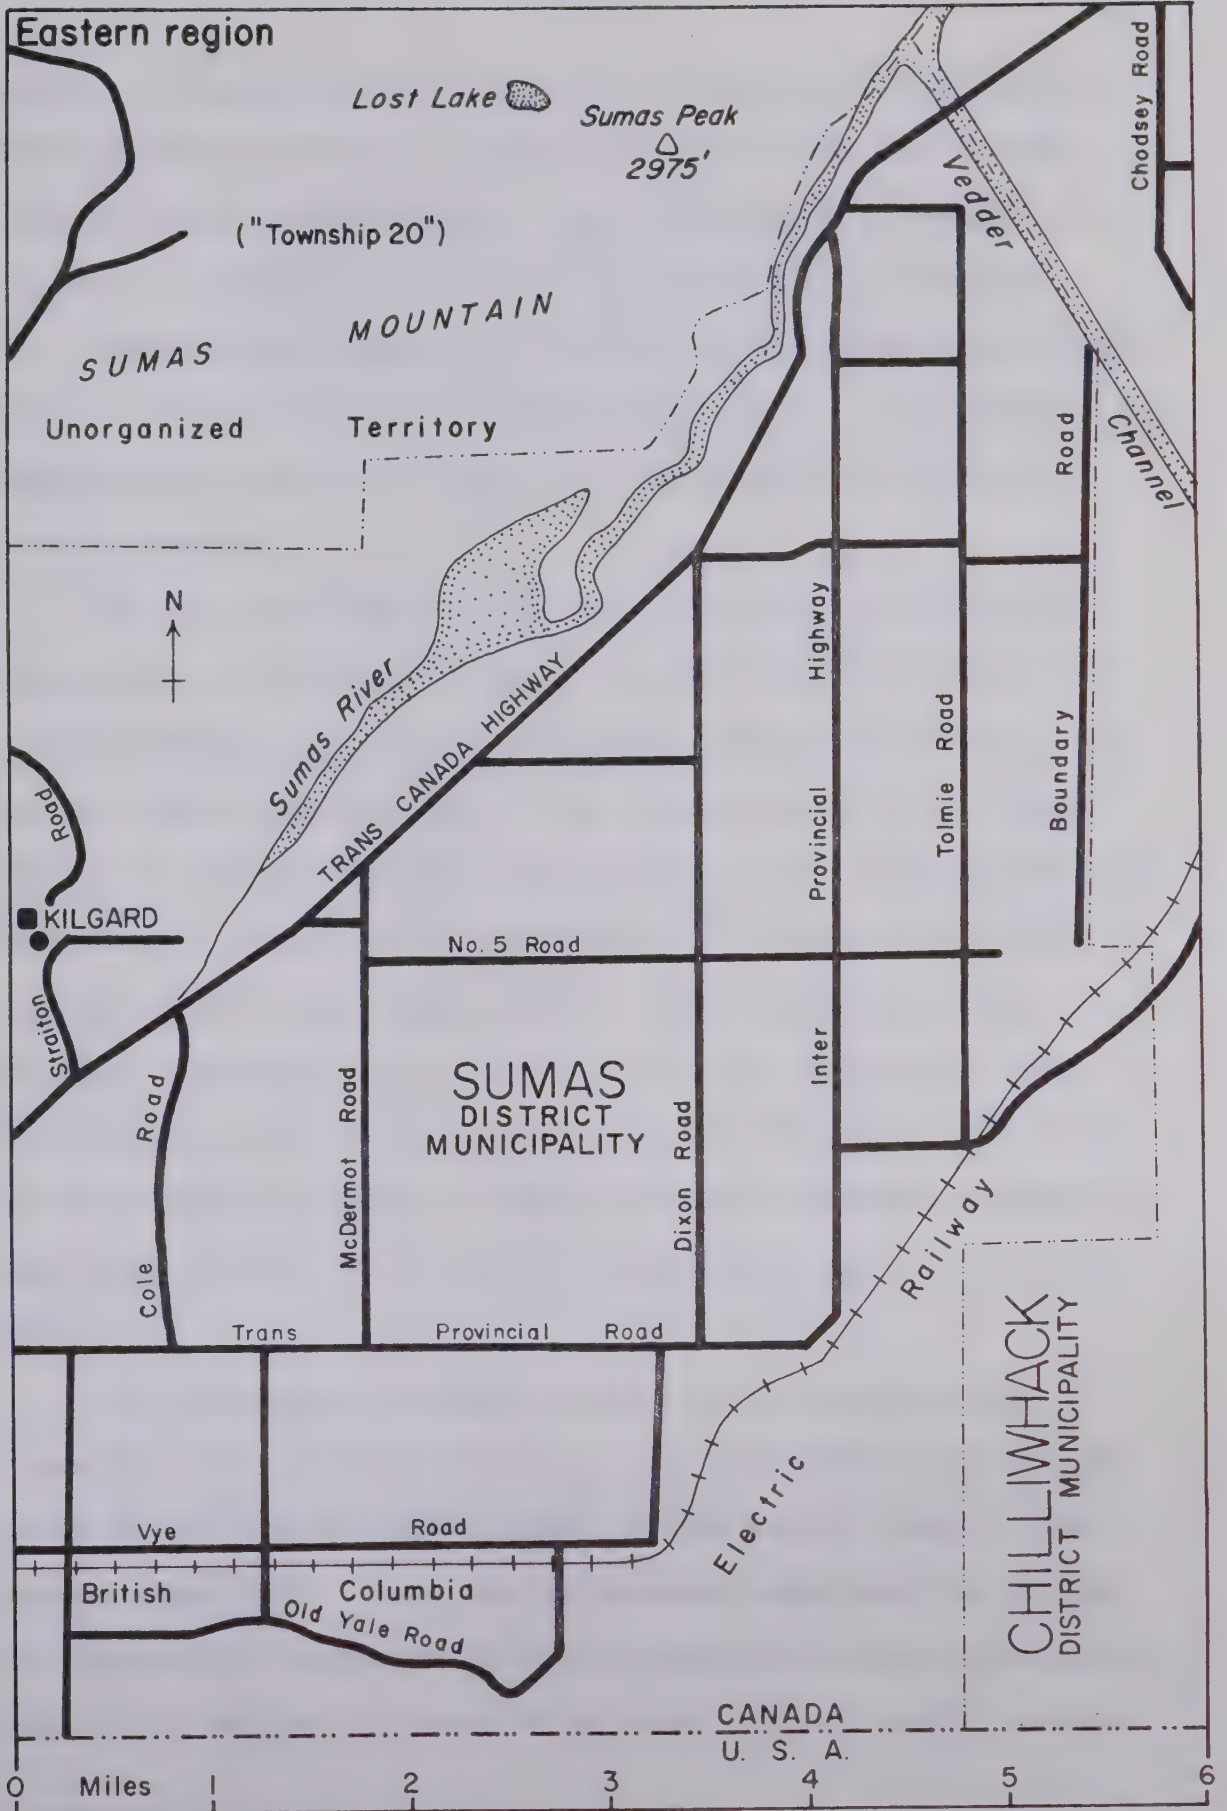 Eastern region
Lost Lake
Sumas Peak
2975'
("Township 20")
SUMAS MOUNTAIN
Unorganized Territory
Vedder Channel
Chadsey Road
N
Sumas River
TRANS CANADA HIGHWAY
Road
KILGARD
Straiton
No. 5 Road
Inter Provincial Highway
Tolmie Road
Boundary Road
Cole Road
McDermot Road
SUMAS
DISTRICT
MUNICIPALITY
Dixon Road
Trans Provincial Road
Vye Road
British Columbia Electric Railway
Old Yale Road
CHILLIWHACK
DISTRICT MUNICIPALITY
CANADA
U. S. A.
0 Miles 1 2 3 4 5 6